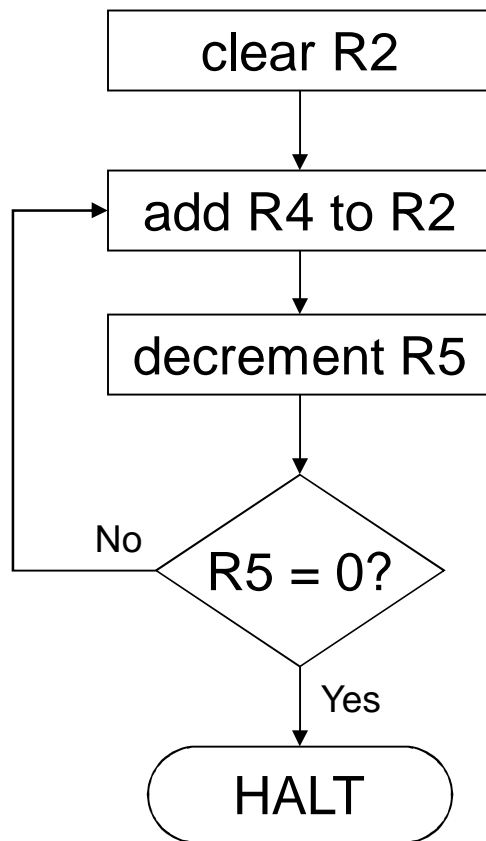 clear R2
add R4 to R2
decrement R5
No
R5 = 0?
Yes
HALT